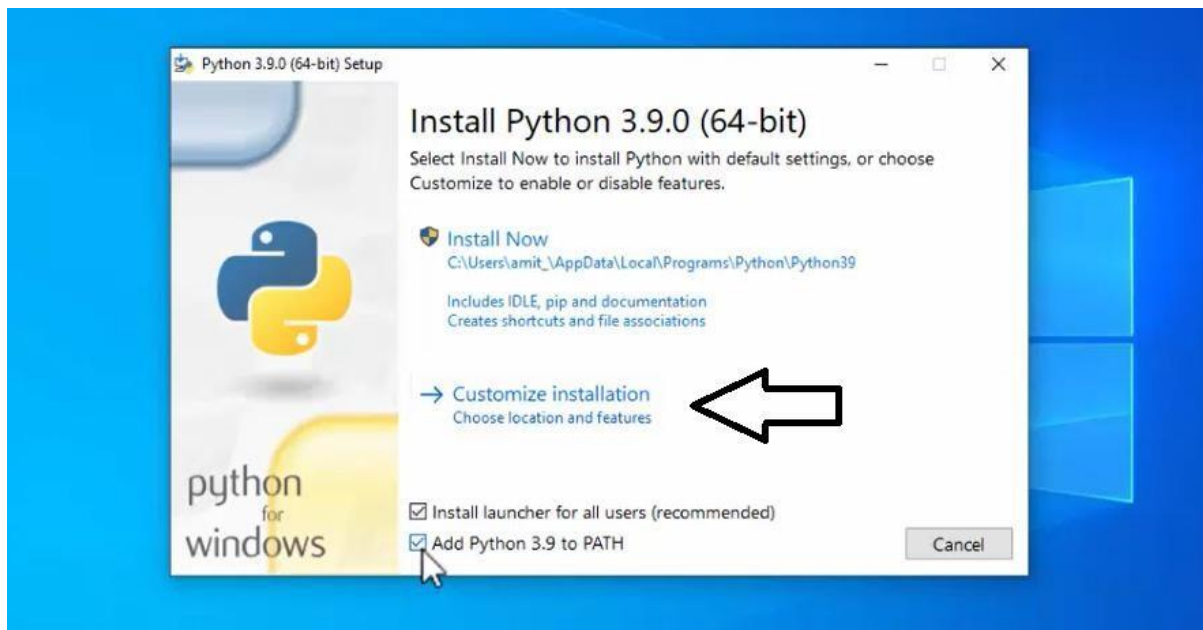 Python 3.9.0 (64-bit) Setup
Install Python 3.9.0 (64-bit)
Select Install Now to install Python with default settings, or choose
Customize to enable or disable features.
Install Now
C:\Users\amit_\AppData\Local\Programs\Python\Python39
Includes IDLE, pip and documentation
Creates shortcuts and file associations
Customize installation
Choose location and features
python
for
windows
Install launcher for all users (recommended)
Add Python 3.9 to PATH
Cancel